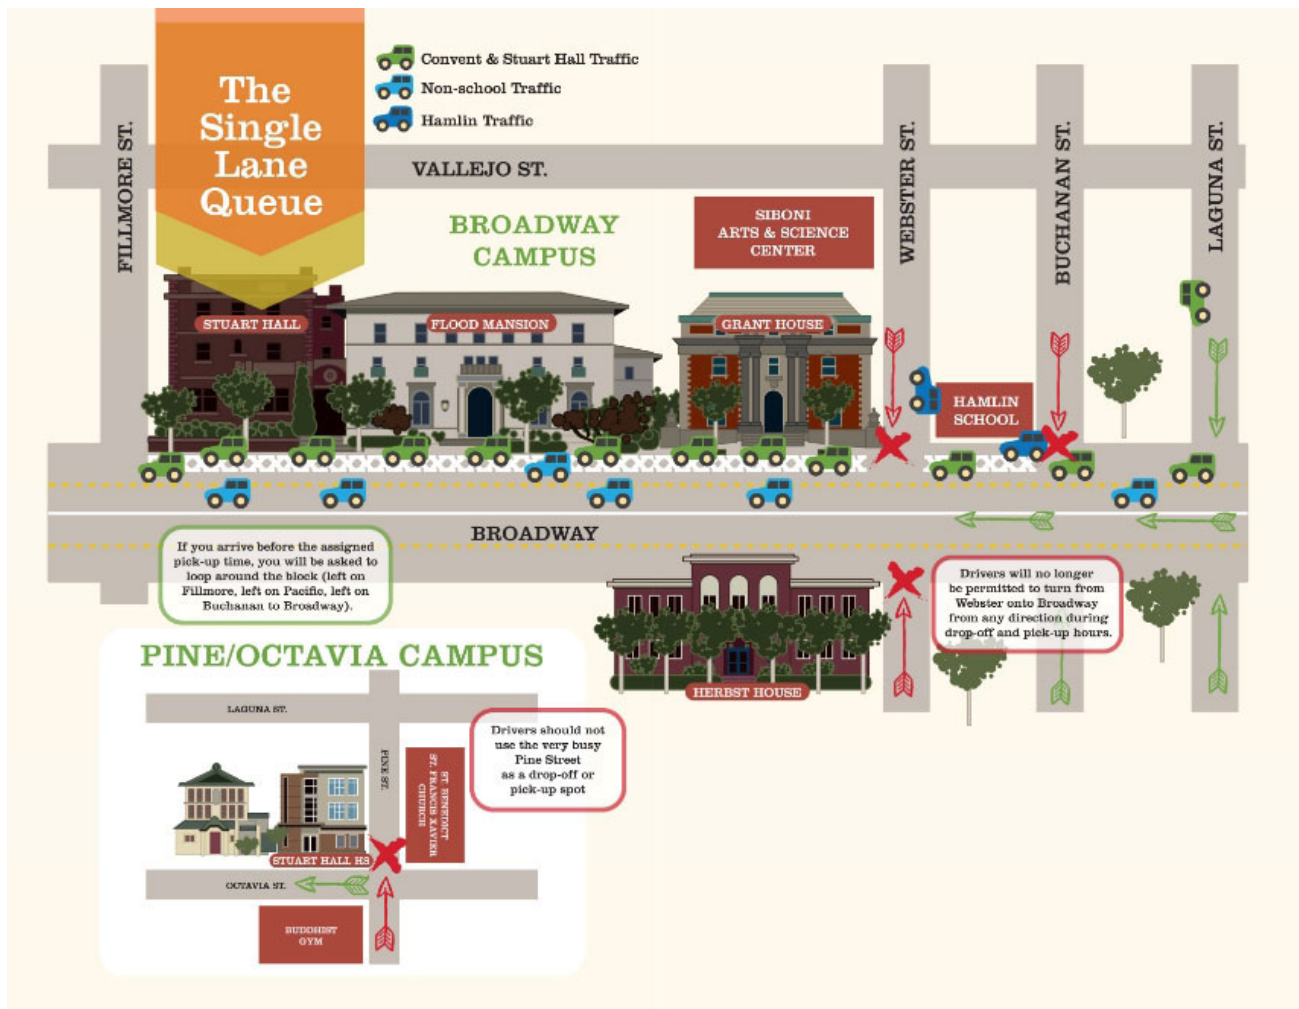 The
Single
Lane
Queue
Convent & Stuart Hall Traffic
Non-school Traffic
Hamlin Traffic
FILLMORE ST.
VALLEJO ST.
WEBSTER ST.
BUCHANAN ST.
LAGUNA ST.
BROADWAY
CAMPUS
SIBONI
ARTS & SCIENCE
CENTER
STUART HALL
FLOOD MANSION
GRANT HOUSE
HAMLIN
SCHOOL
BROADWAY
If you arrive before the assigned
pick-up time, you will be asked to
loop around the block (left on
Fillmore, left on Pacific, left on
Buchanan to Broadway).
Drivers will no longer
be permitted to turn from
Webster onto Broadway
from any direction during
drop-off and pick-up hours.
HERBST HOUSE
PINE/OCTAVIA CAMPUS
LAGUNA ST.
PINE ST.
Drivers should not
use the very busy
Pine Street
as a drop-off or
pick-up spot
ST. BENEDICT
ST. FRANCIS XAVIER
CHURCH
STUART HALL HS
OCTAVIA ST.
BUDDHIST
GYM